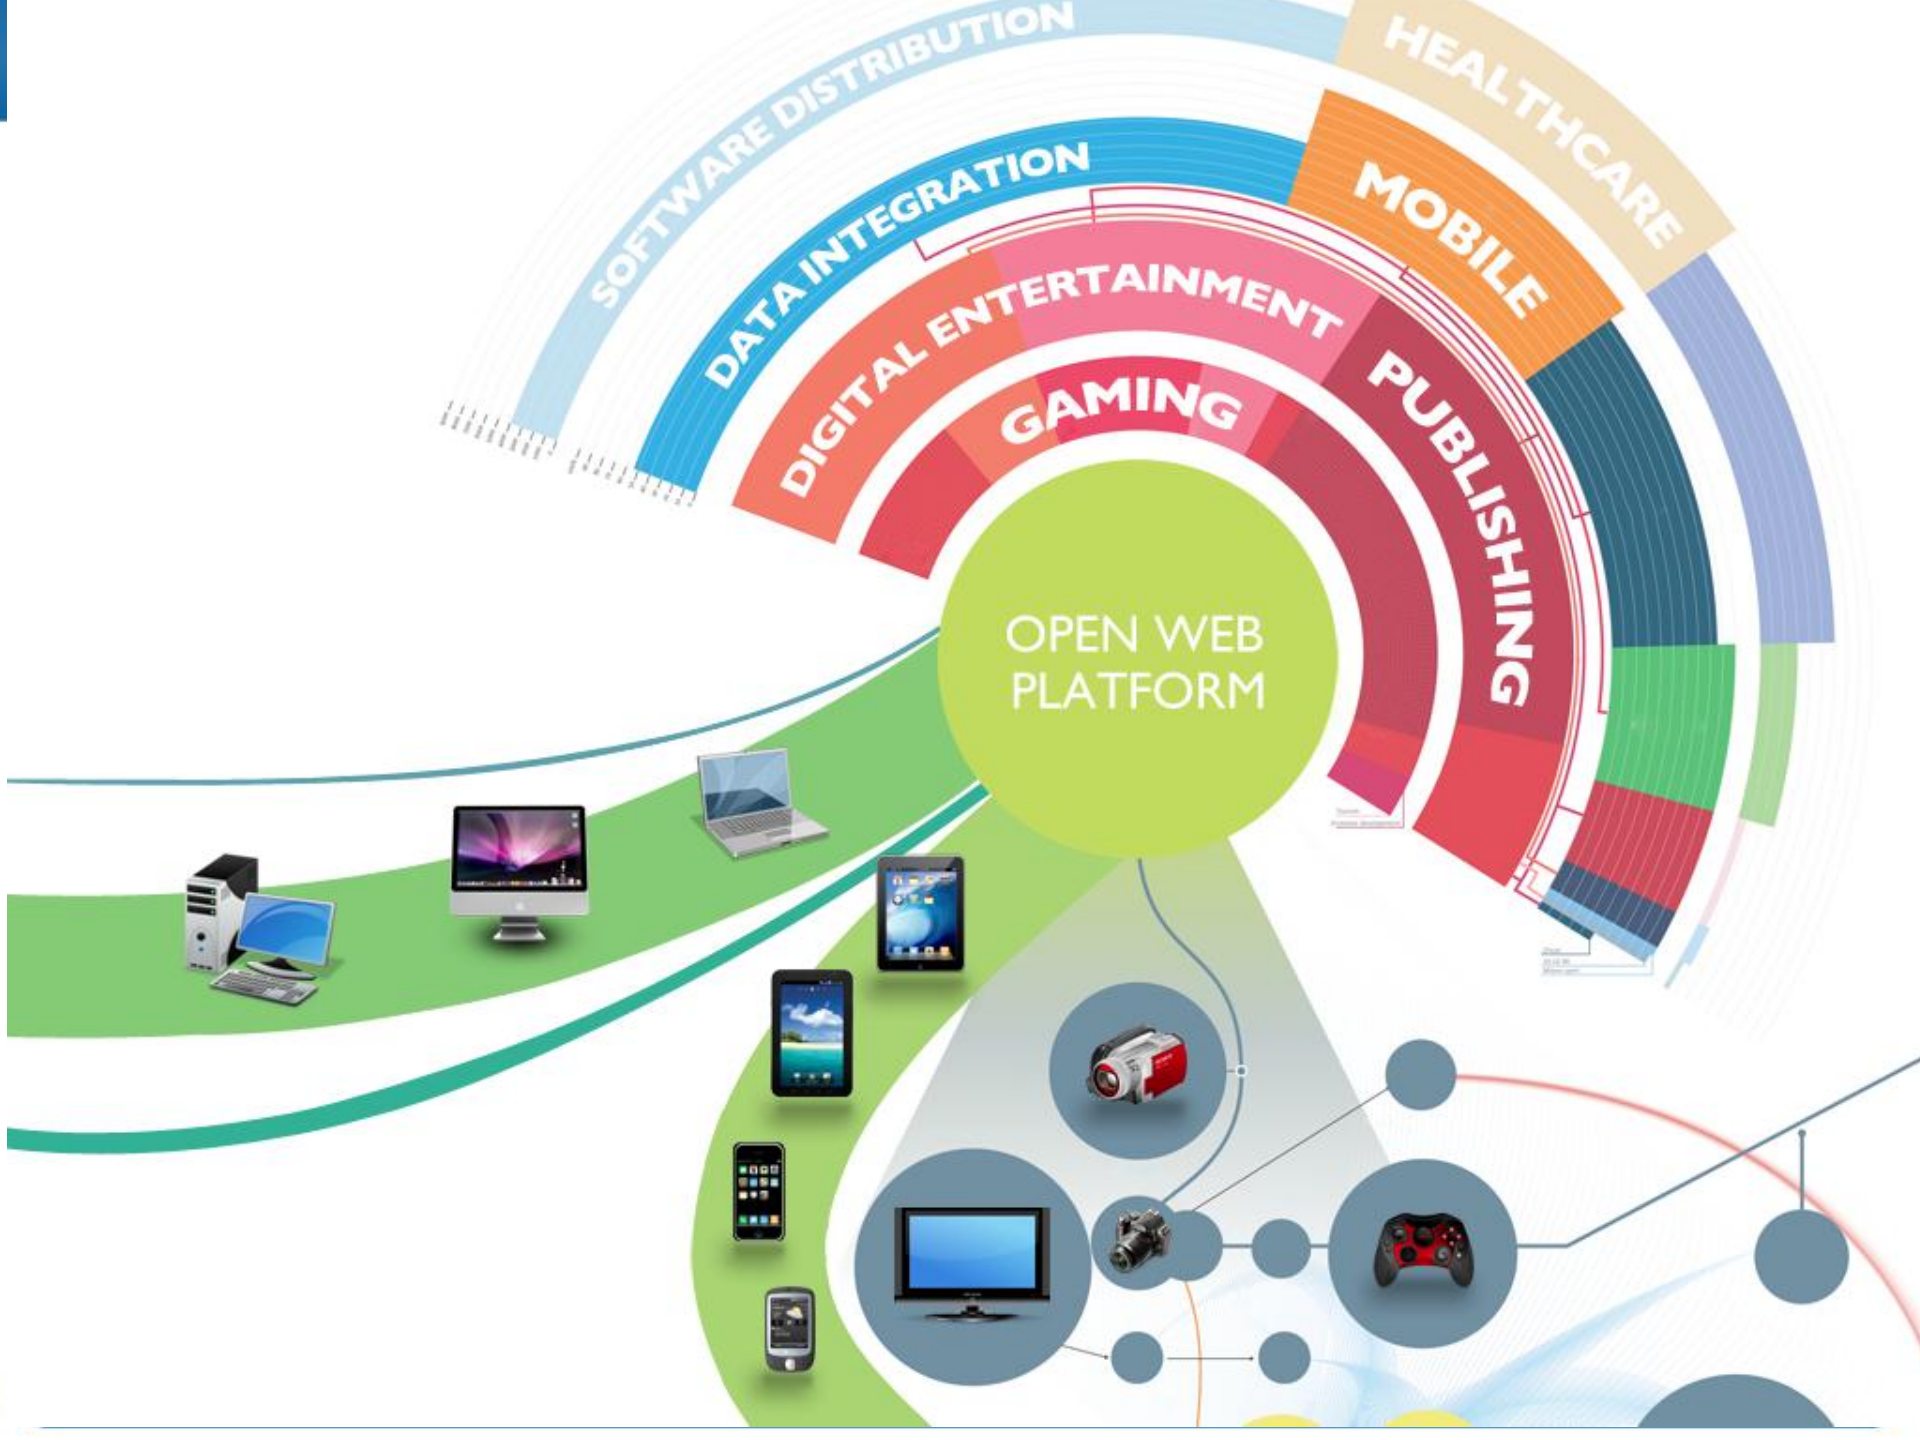 SOFTWARE DISTRIBUTION
HEALTHCARE
DATA INTEGRATION
MOBILE
DIGITAL ENTERTAINMENT
PUBLISHING
GAMING
OPEN WEB
PLATFORM